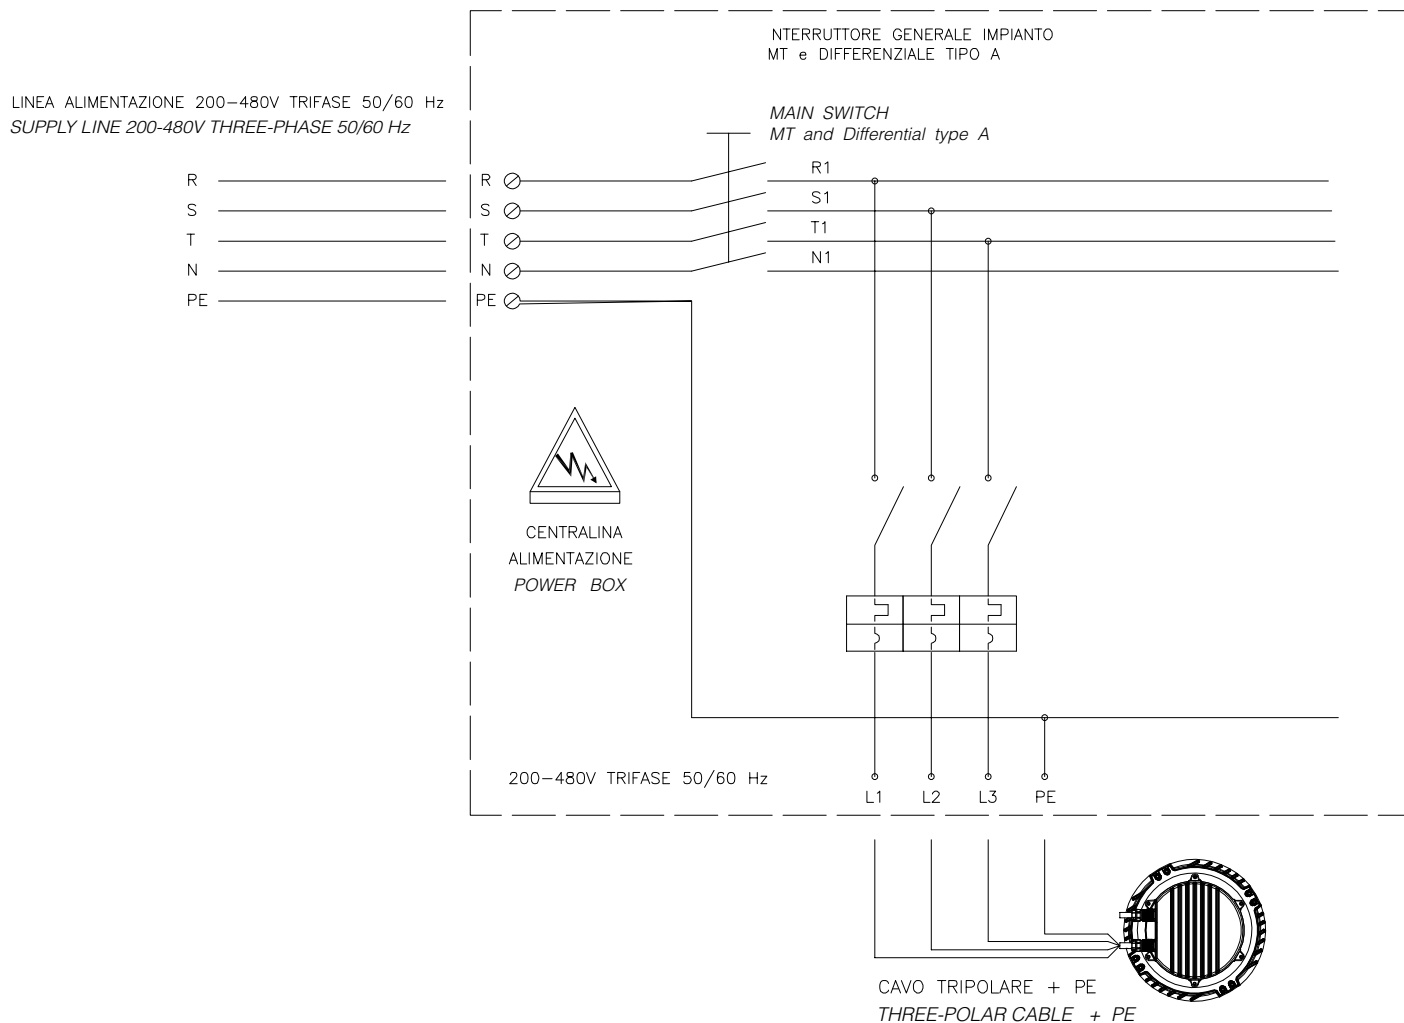 NTERRUTTORE GENERALE IMPIANTO
MT e DIFFERENZIALE TIPO A
LINEA ALIMENTAZIONE 200-480V TRIFASE 50/60 Hz
SUPPLY LINE 200-480V THREE-PHASE 50/60 Hz
MAIN SWITCH
MT and Differential type A
R R R1
S S S1
T T T1
N N N1
PE PE
CENTRALINA
ALIMENTAZIONE
POWER BOX
200-480V TRIFASE 50/60 Hz
L1 L2 L3 PE
CAVO TRIPOLARE + PE
THREE-POLAR CABLE + PE